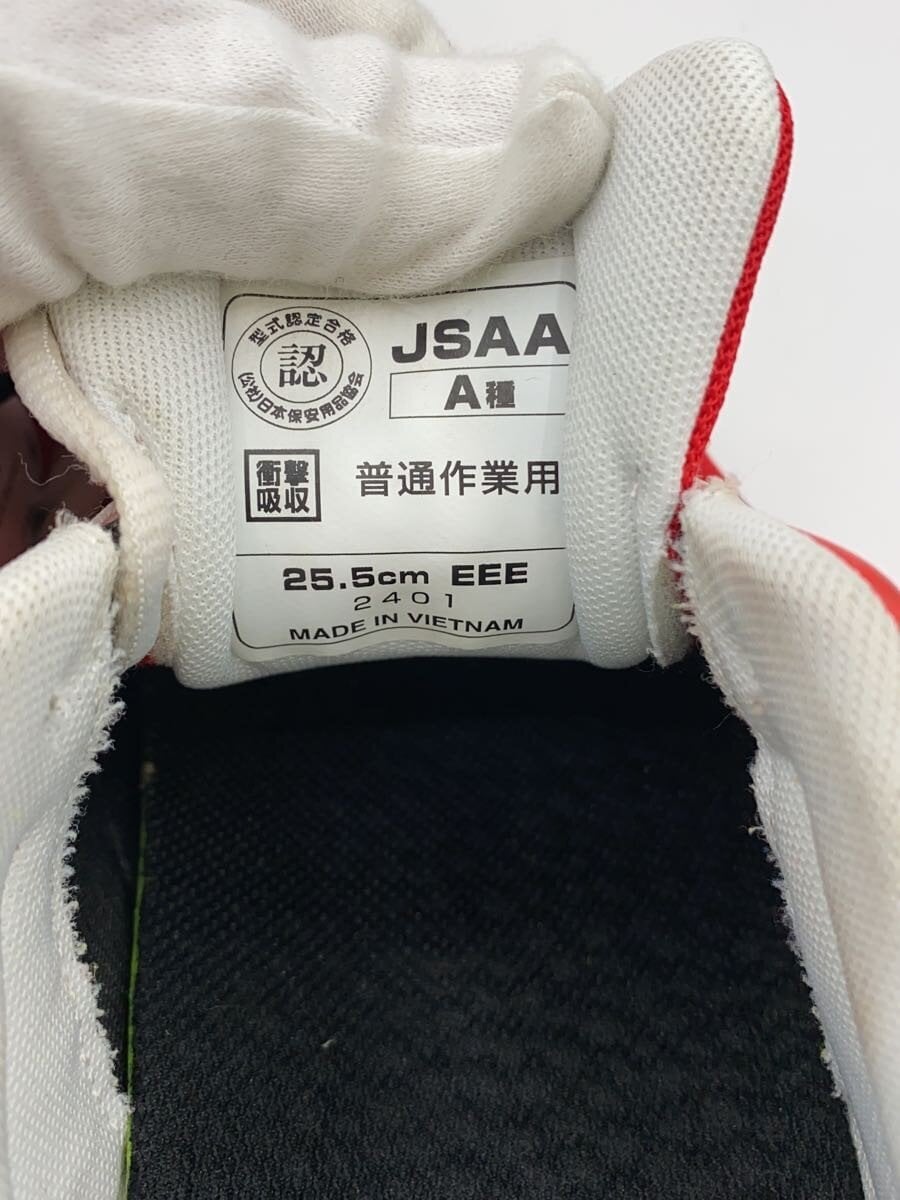 型式認定合格
認
(公社)日本保安用品協会
JSAA
A種
衝撃
吸収
普通作業用
25.5cm EEE
2401
MADE IN VIETNAM